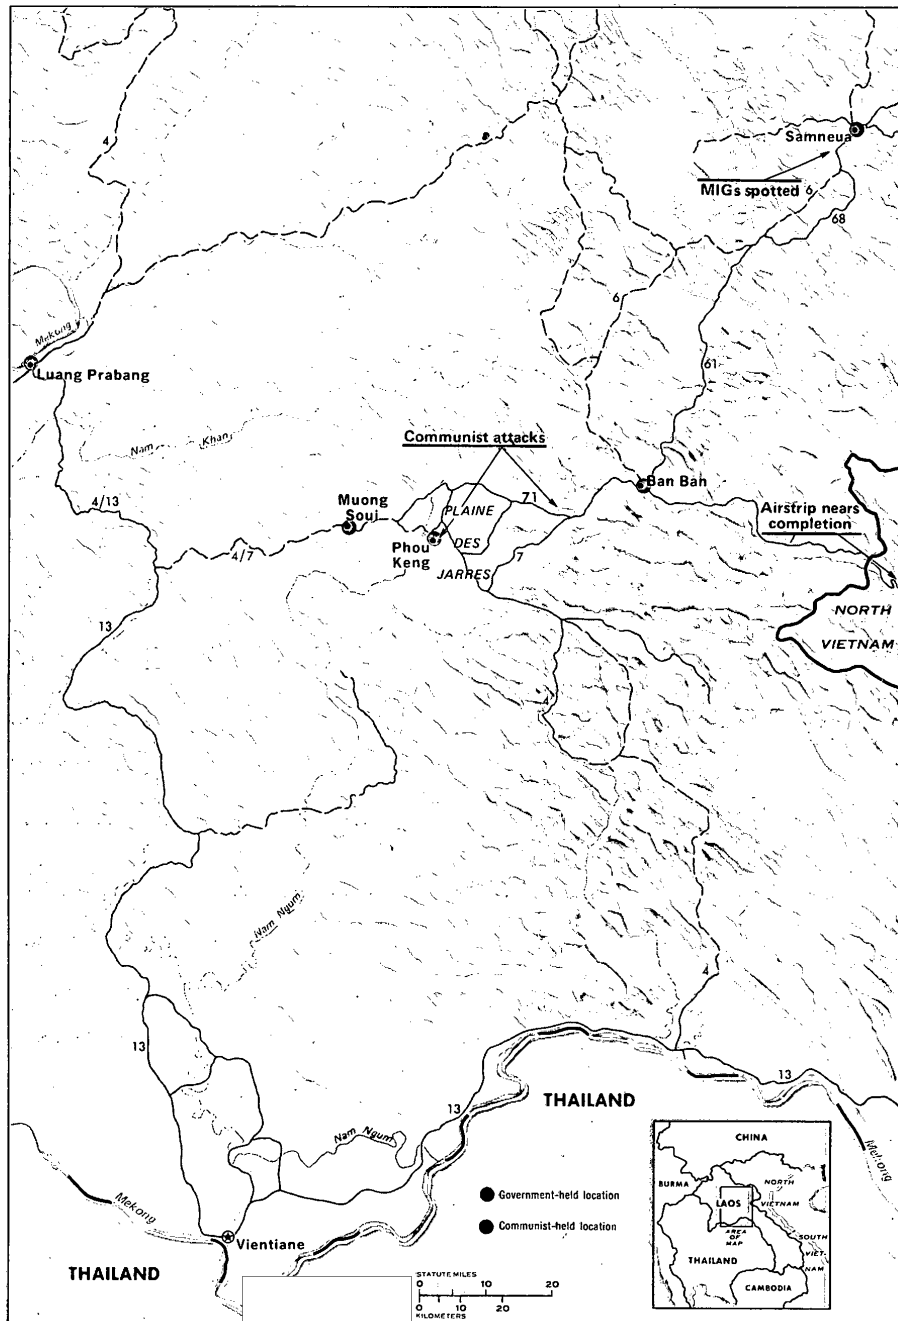 4
Samneua
MIGs spotted
6
68
Mekong
6
Luang Prabang
61
Nam Khan
Communist attacks
Ban Ban
4/13
Muong
Soui
71
PLAINE
Airstrip nears
completion
Phou
Keng
DES
4/7
7
JARRES
NORTH
VIETNAM
13
4
Nam Ngum
4
13
13
THAILAND
13
Nam Ngum
Mekong
CHINA
BURMA
NORTH
VIETNAM
LAOS
AREA
OF
MAP
SOUTH
VIET-
NAM
THAILAND
CAMBODIA
Government-held location
Communist-held location
Mekong
Vientiane
THAILAND
STATUTE MILES
0 10 20
0 10 20
KILOMETERS